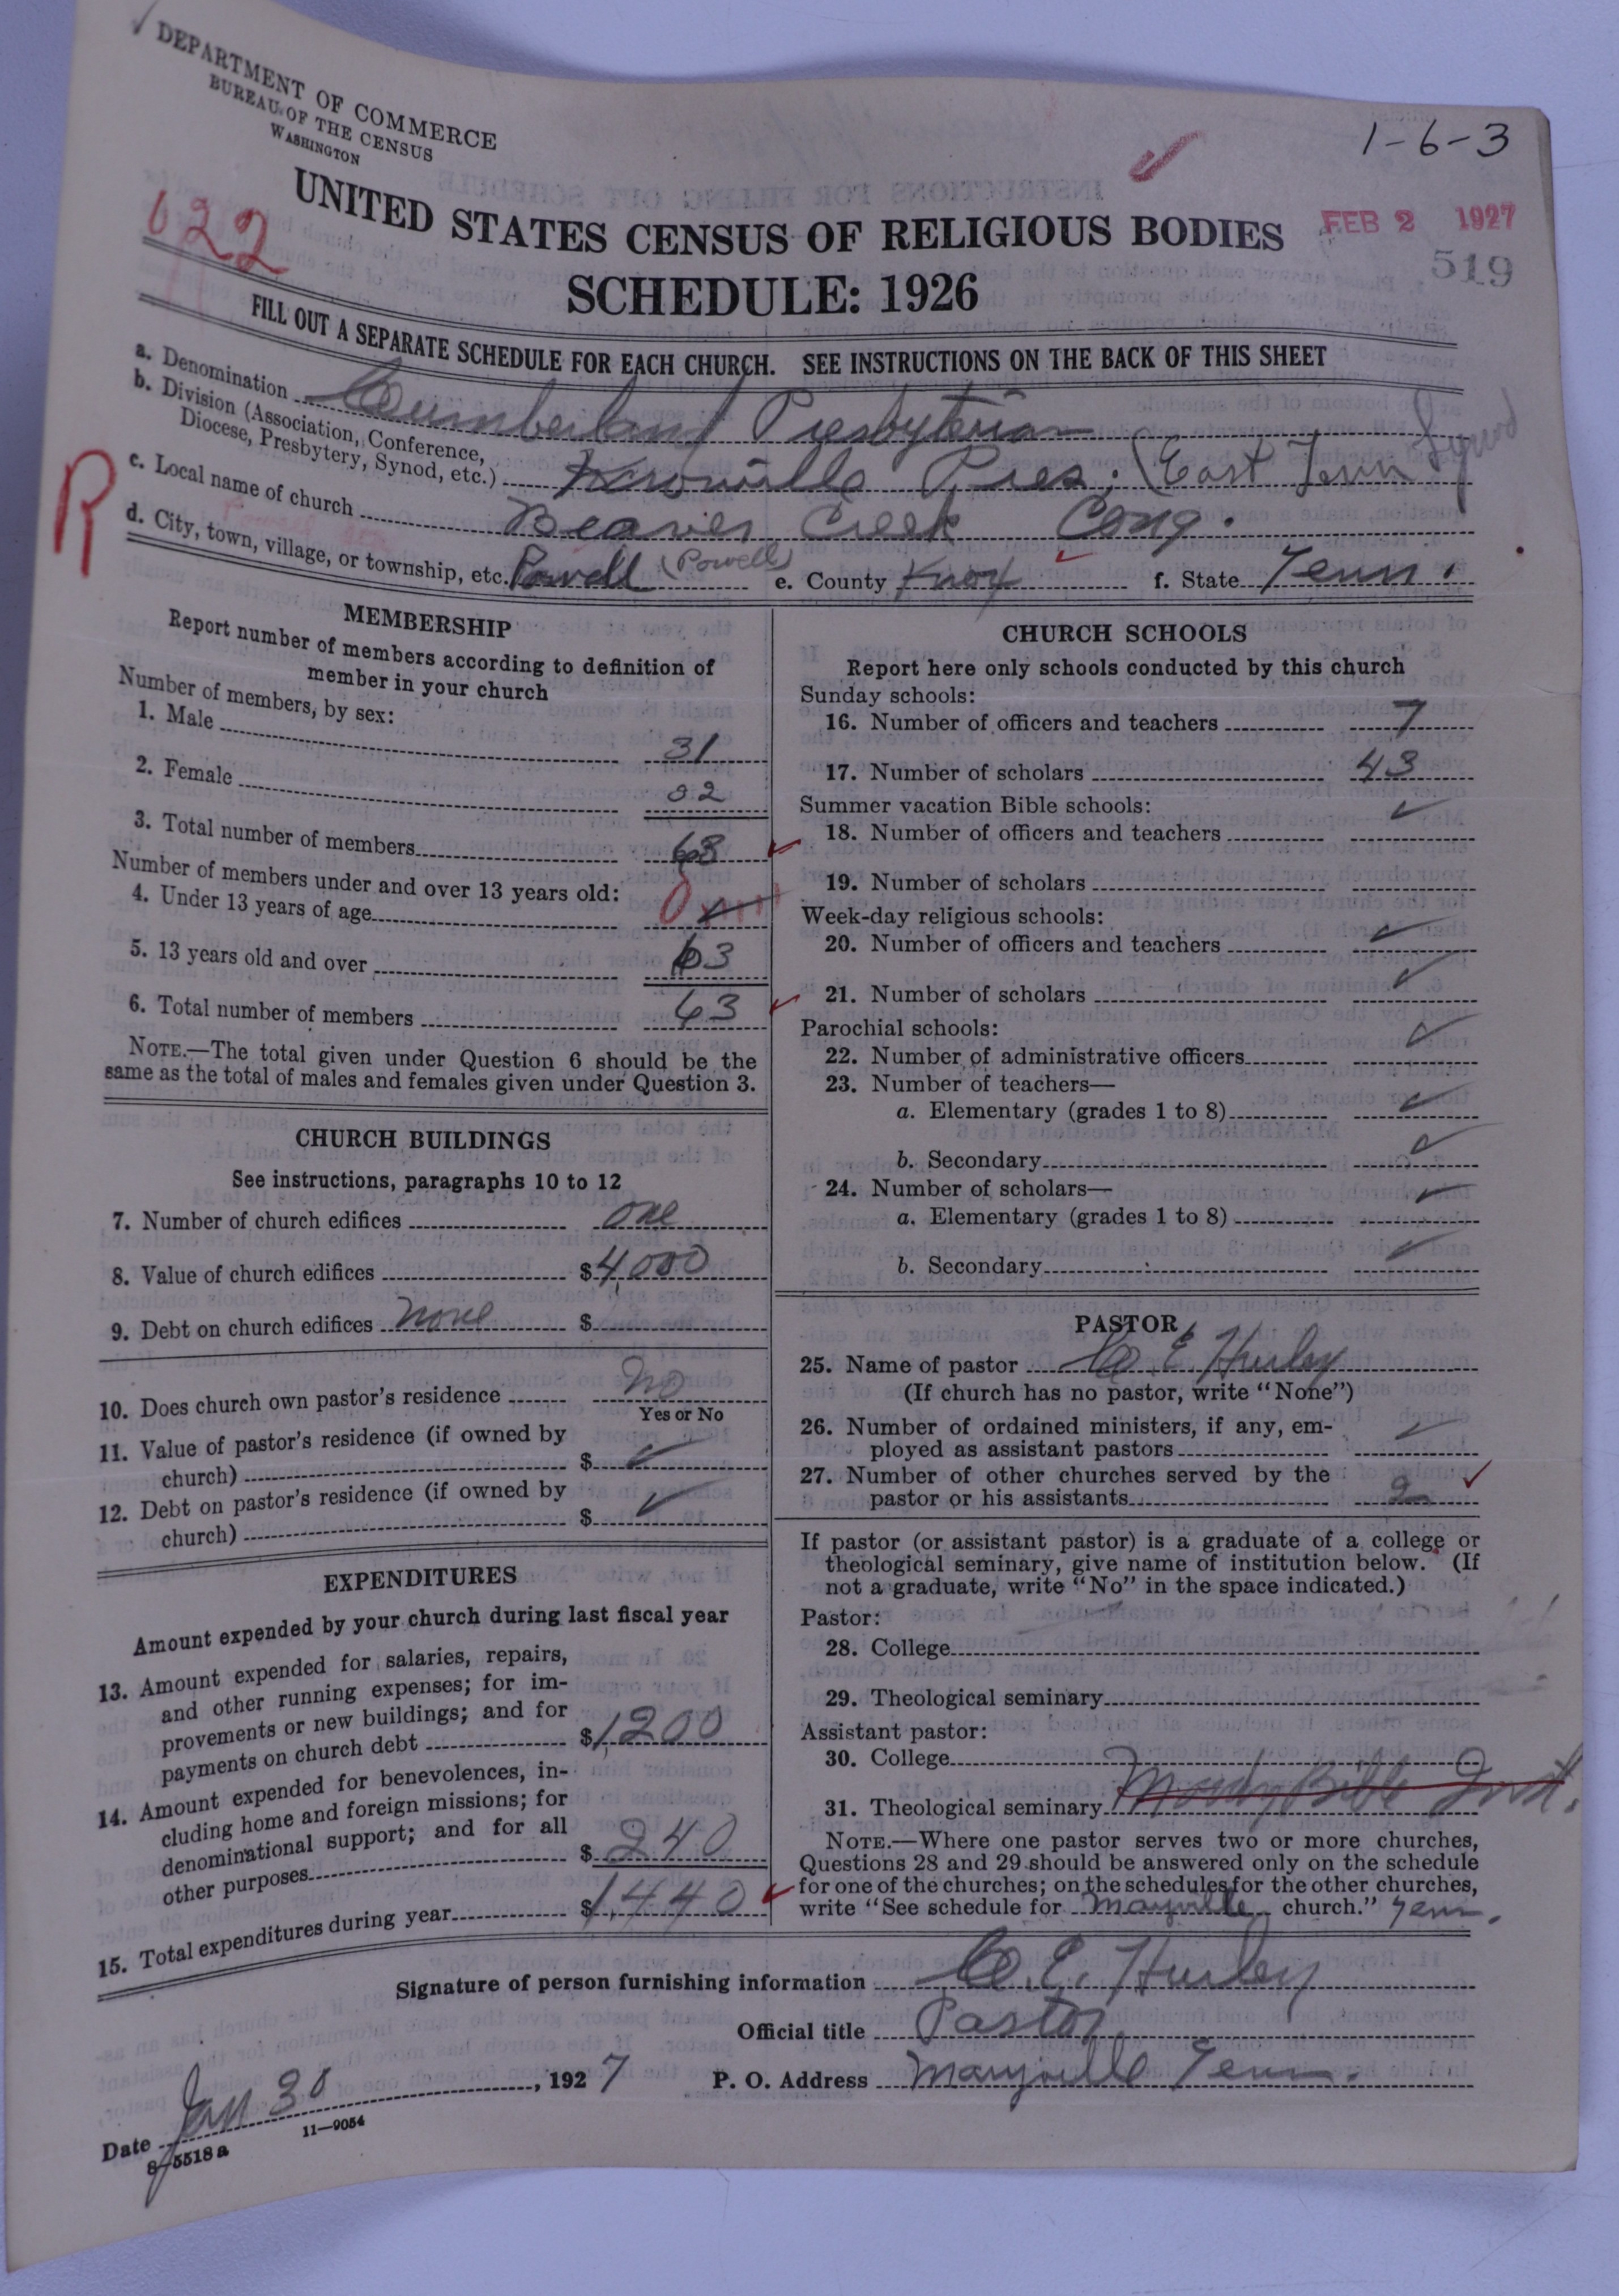 DEPARTMENT OF COMMERCE
BUREAU OF THE CENSUS
WASHINGTON
1-6-3
UNITED STATES CENSUS OF RELIGIOUS BODIES
FEB 2 1927
622
519
SCHEDULE: 1926
FILL OUT A SEPARATE SCHEDULE FOR EACH CHURCH. SEE INSTRUCTIONS ON THE BACK OF THIS SHEET
a. Denomination Cumberland Presbyterian
b. Division (Association, Conference,
Diocese, Presbytery, Synod, etc.) Knoxville Pres. (East Tenn Synod
R
c. Local name of church Beaver Creek Cong.
d. City, town, village, or township, etc. Powell (Powell) e. County Knox f. State Tenn.
MEMBERSHIP
Report number of members according to definition of
member in your church
Number of members, by sex:
1. Male 31
2. Female 32
3. Total number of members 63
Number of members under and over 13 years old:
4. Under 13 years of age 0
5. 13 years old and over 63
6. Total number of members 63
NOTE.—The total given under Question 6 should be the
same as the total of males and females given under Question 3.
CHURCH BUILDINGS
See instructions, paragraphs 10 to 12
7. Number of church edifices one
8. Value of church edifices $4,000
9. Debt on church edifices none $
10. Does church own pastor's residence no
Yes or No
11. Value of pastor's residence (if owned by
church) $
12. Debt on pastor's residence (if owned by
church) $
EXPENDITURES
Amount expended by your church during last fiscal year
13. Amount expended for salaries, repairs,
and other running expenses; for im-
provements or new buildings; and for
payments on church debt $1,200
14. Amount expended for benevolences, in-
cluding home and foreign missions; for
denominational support; and for all
other purposes $240
15. Total expenditures during year $1,440
CHURCH SCHOOLS
Report here only schools conducted by this church
Sunday schools:
16. Number of officers and teachers 7
17. Number of scholars 43
Summer vacation Bible schools:
18. Number of officers and teachers
19. Number of scholars
Week-day religious schools:
20. Number of officers and teachers
21. Number of scholars
Parochial schools:
22. Number of administrative officers
23. Number of teachers—
a. Elementary (grades 1 to 8)
b. Secondary
24. Number of scholars—
a. Elementary (grades 1 to 8)
b. Secondary
PASTOR
25. Name of pastor C. E. Hurley
(If church has no pastor, write "None")
26. Number of ordained ministers, if any, em-
ployed as assistant pastors
27. Number of other churches served by the
pastor or his assistants 2
If pastor (or assistant pastor) is a graduate of a college or
theological seminary, give name of institution below. (If
not a graduate, write "No" in the space indicated.)
Pastor:
28. College
29. Theological seminary
Assistant pastor:
30. College
31. Theological seminary Moody Bible Inst.
NOTE.—Where one pastor serves two or more churches,
Questions 28 and 29 should be answered only on the schedule
for one of the churches; on the schedules for the other churches,
write "See schedule for Maryville church." Tenn.
Signature of person furnishing information C. E. Hurley
Official title Pastor
P. O. Address Maryville Tenn.
Date Jan 30, 1927
8—5518 a 11—9054